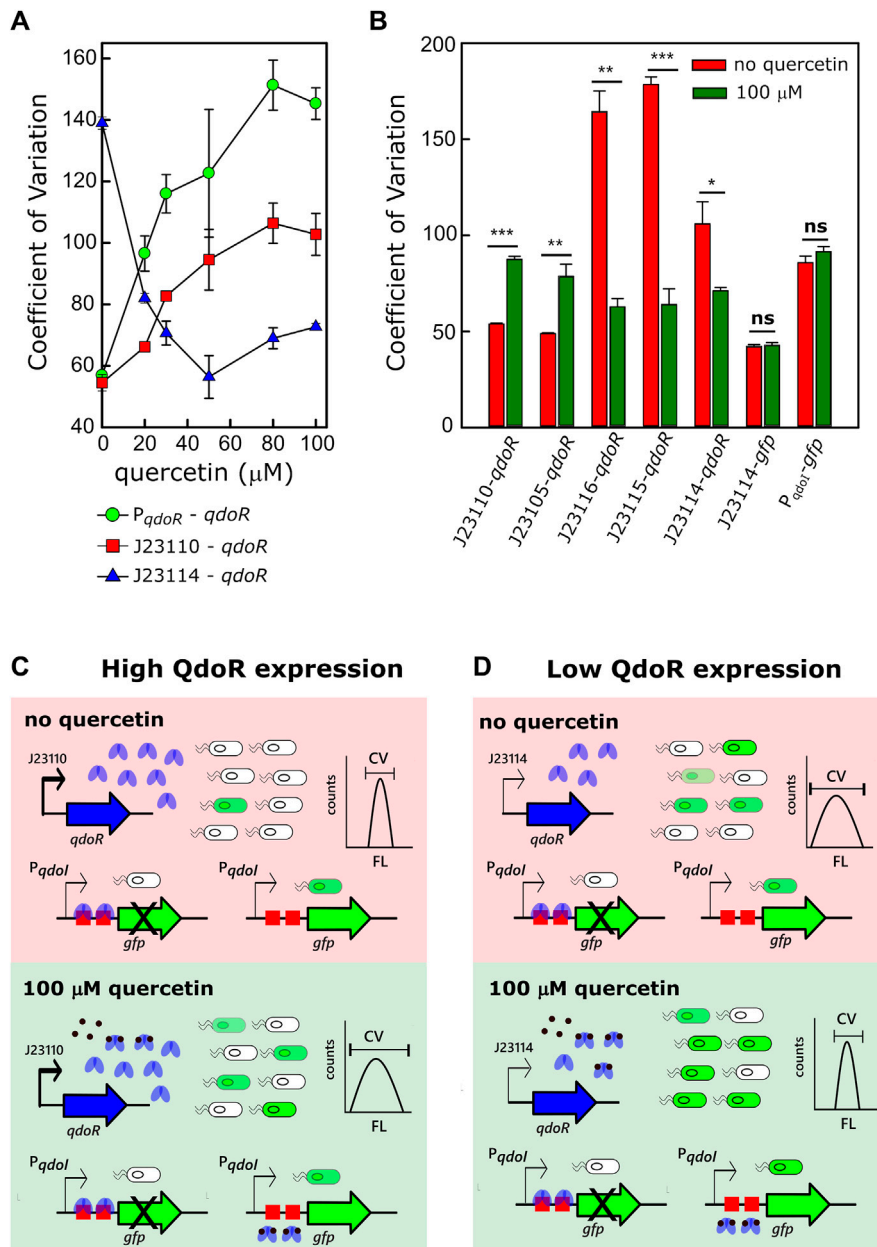 A
Coefficient of Variation
160
140
120
100
80
60
40
0 20 40 60 80 100
quercetin (μM)
PqdoR - qdoR
J23110 - qdoR
J23114 - qdoR
B
Coefficient of Variation
200
150
100
50
0
no quercetin
100 μM
***
**
**
***
*
ns
ns
J23110-qdoR
J23105-qdoR
J23116-qdoR
J23115-qdoR
J23114-qdoR
J23114-gfp
PqdoI-gfp
C High QdoR expression
no quercetin
J23110
qdoR
counts
CV
FL
PqdoI
gfp
PqdoI
gfp
100 μM quercetin
J23110
qdoR
counts
CV
FL
PqdoI
gfp
PqdoI
gfp
D Low QdoR expression
no quercetin
J23114
qdoR
counts
CV
FL
PqdoI
gfp
PqdoI
gfp
100 μM quercetin
J23114
qdoR
counts
CV
FL
PqdoI
gfp
PqdoI
gfp